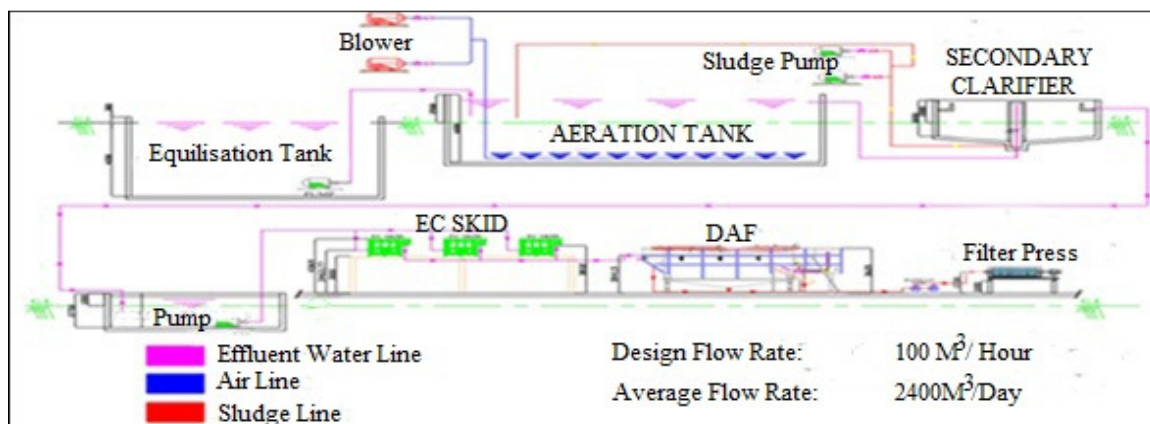 Blower
Sludge Pump
SECONDARY
CLARIFIER
Equilisation Tank
AERATION TANK
EC SKID
DAF
Filter Press
Pump
Effluent Water Line
Air Line
Sludge Line
Design Flow Rate: 100 M³/ Hour
Average Flow Rate: 2400M³/Day